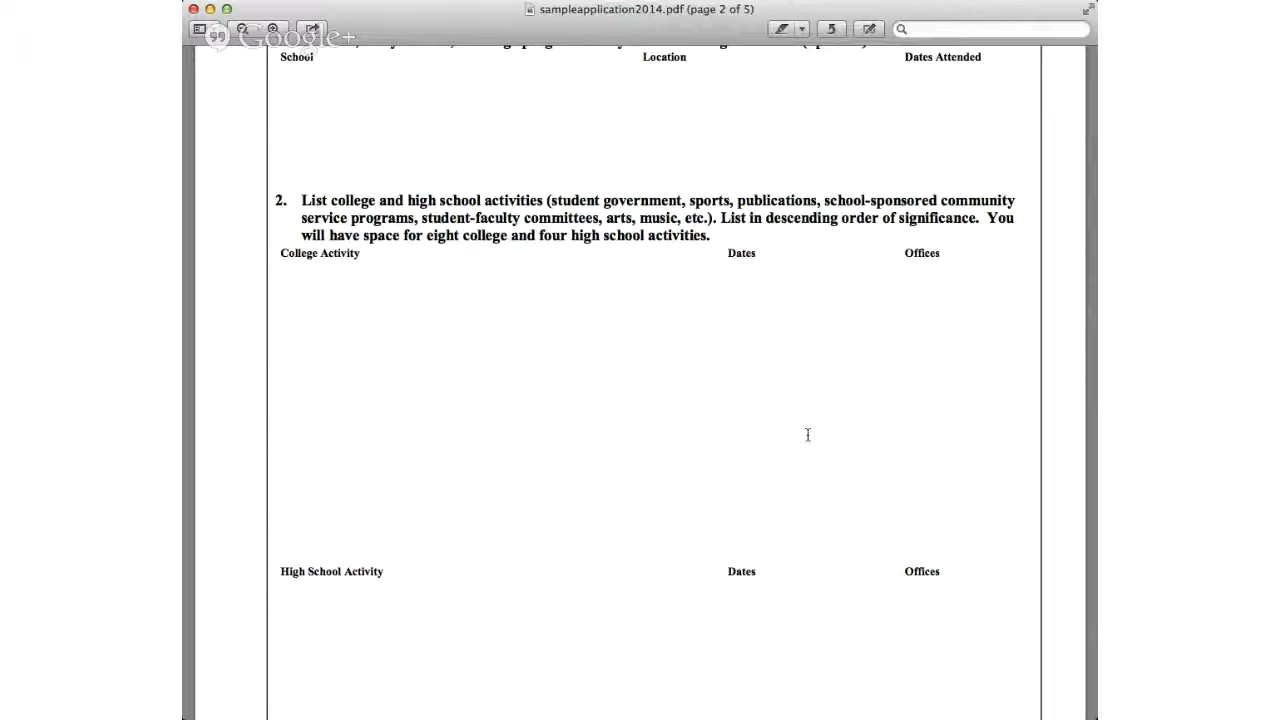 sampleapplication2014.pdf (page 2 of 5)
Google+
School Location Dates Attended
2. List college and high school activities (student government, sports, publications, school-sponsored community
service programs, student-faculty committees, arts, music, etc.). List in descending order of significance. You
will have space for eight college and four high school activities.
College Activity Dates Offices
High School Activity Dates Offices